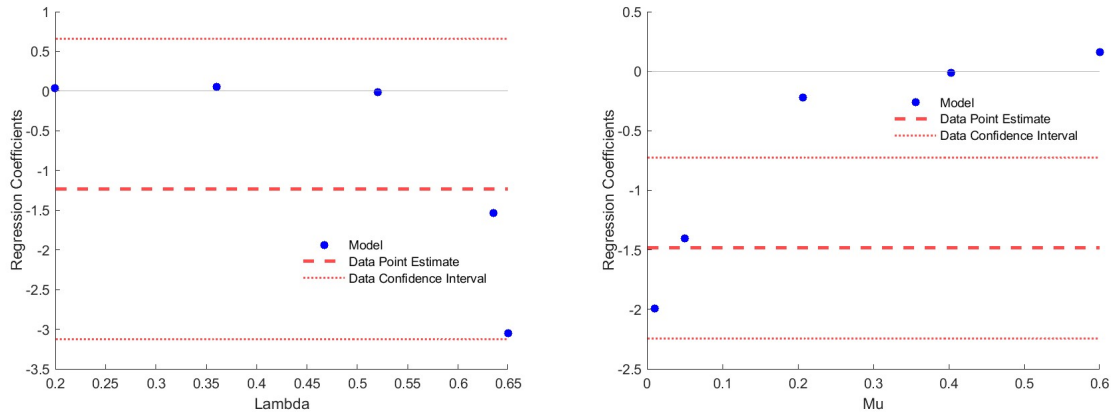 1
0.5
0
-0.5
-1
-1.5
-2
-2.5
-3
-3.5
Regression Coefficients
Model
Data Point Estimate
Data Confidence Interval
0.2 0.25 0.3 0.35 0.4 0.45 0.5 0.55 0.6 0.65
Lambda
0.5
0
-0.5
-1
-1.5
-2
-2.5
Regression Coefficients
Model
Data Point Estimate
Data Confidence Interval
0 0.1 0.2 0.3 0.4 0.5 0.6
Mu